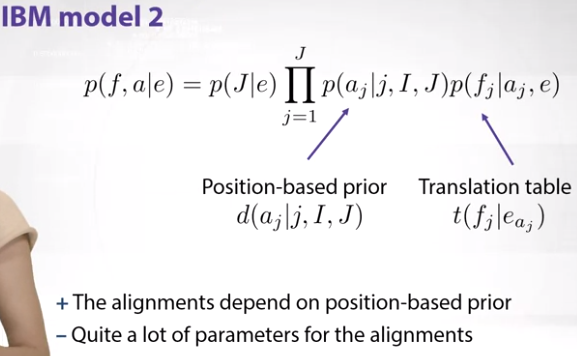 IBM model 2
p(f, a|e) = p(J|e) ∏_{j=1}^{J} p(a_j|j, I, J)p(f_j|a_j, e)
Position-based prior Translation table
d(a_j|j, I, J) t(f_j|e_{a_j})
+ The alignments depend on position-based prior
– Quite a lot of parameters for the alignments